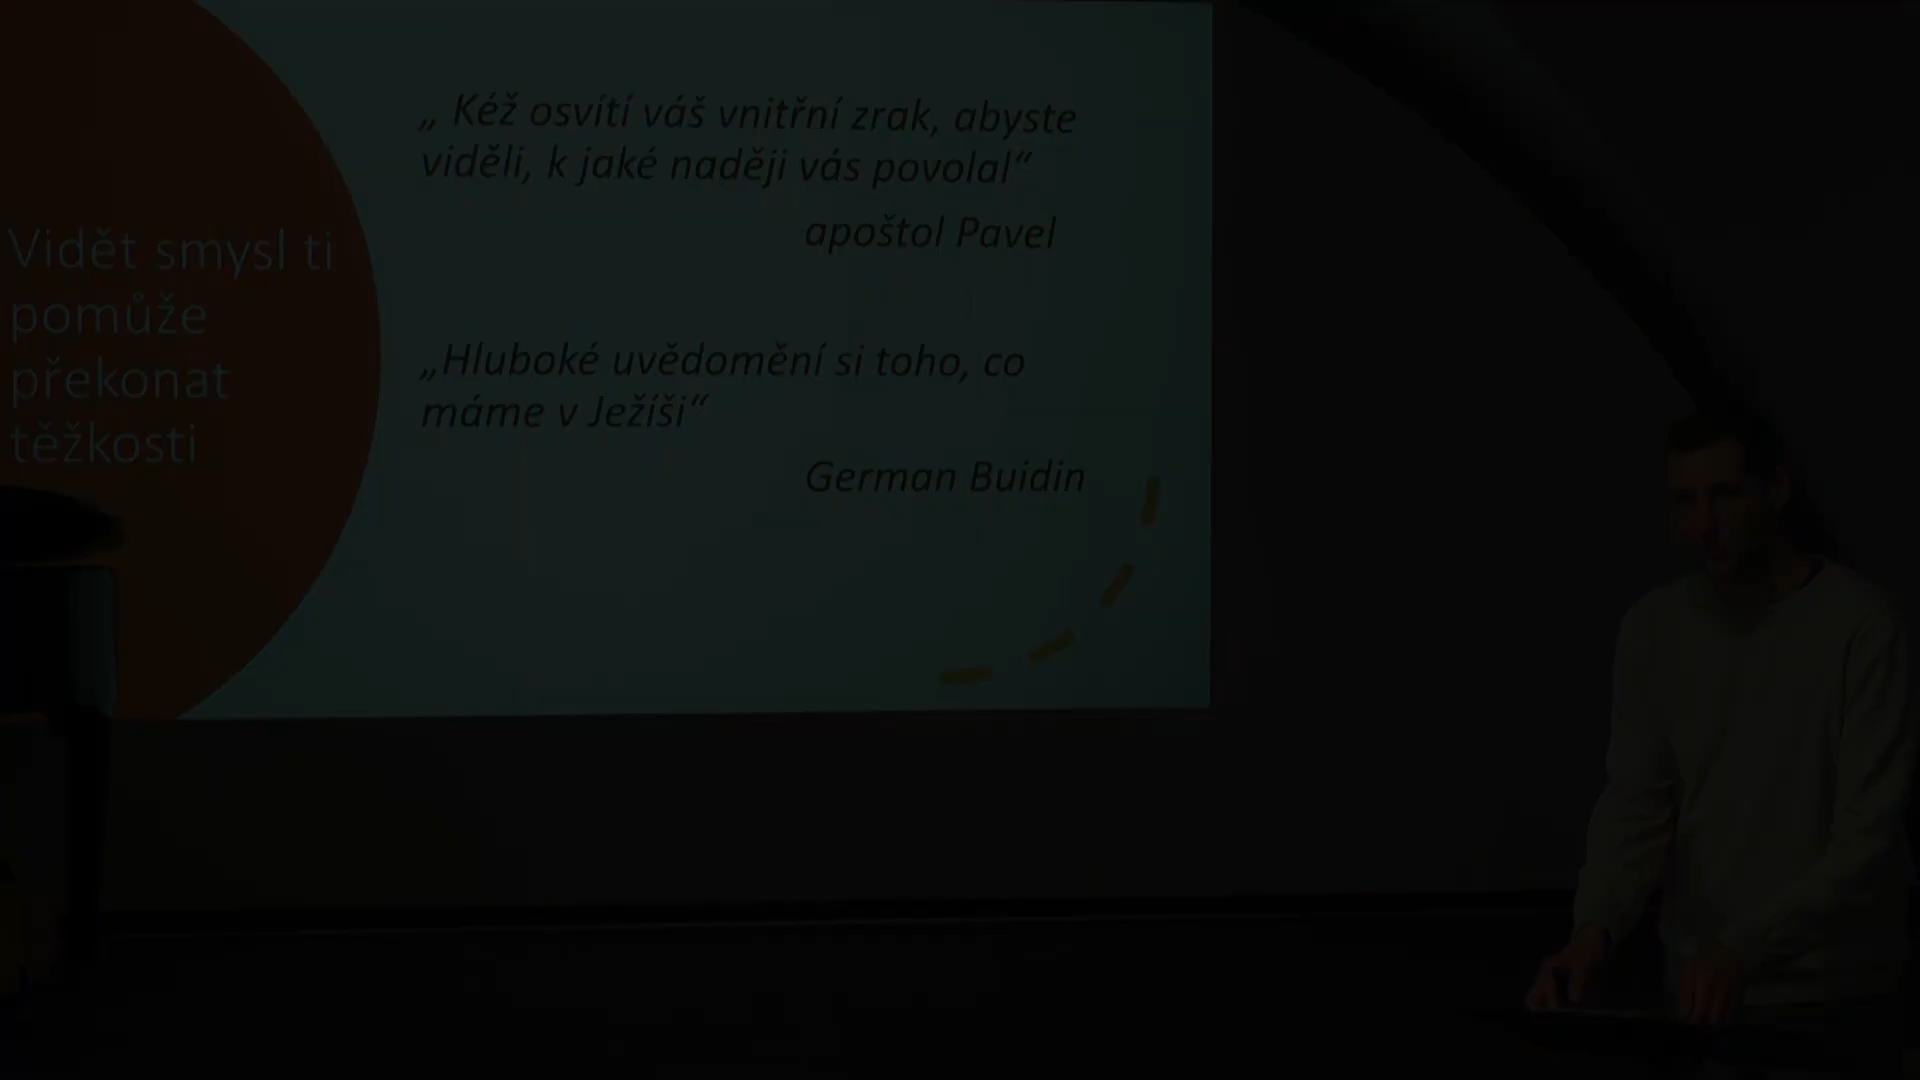 Vidět smysl ti
pomůže
překonat
těžkosti
„ Kéž osvítí váš vnitřní zrak, abyste
viděli, k jaké naději vás povolal“
apoštol Pavel
„Hluboké uvědomění si toho, co
máme v Ježíši“
German Buidin